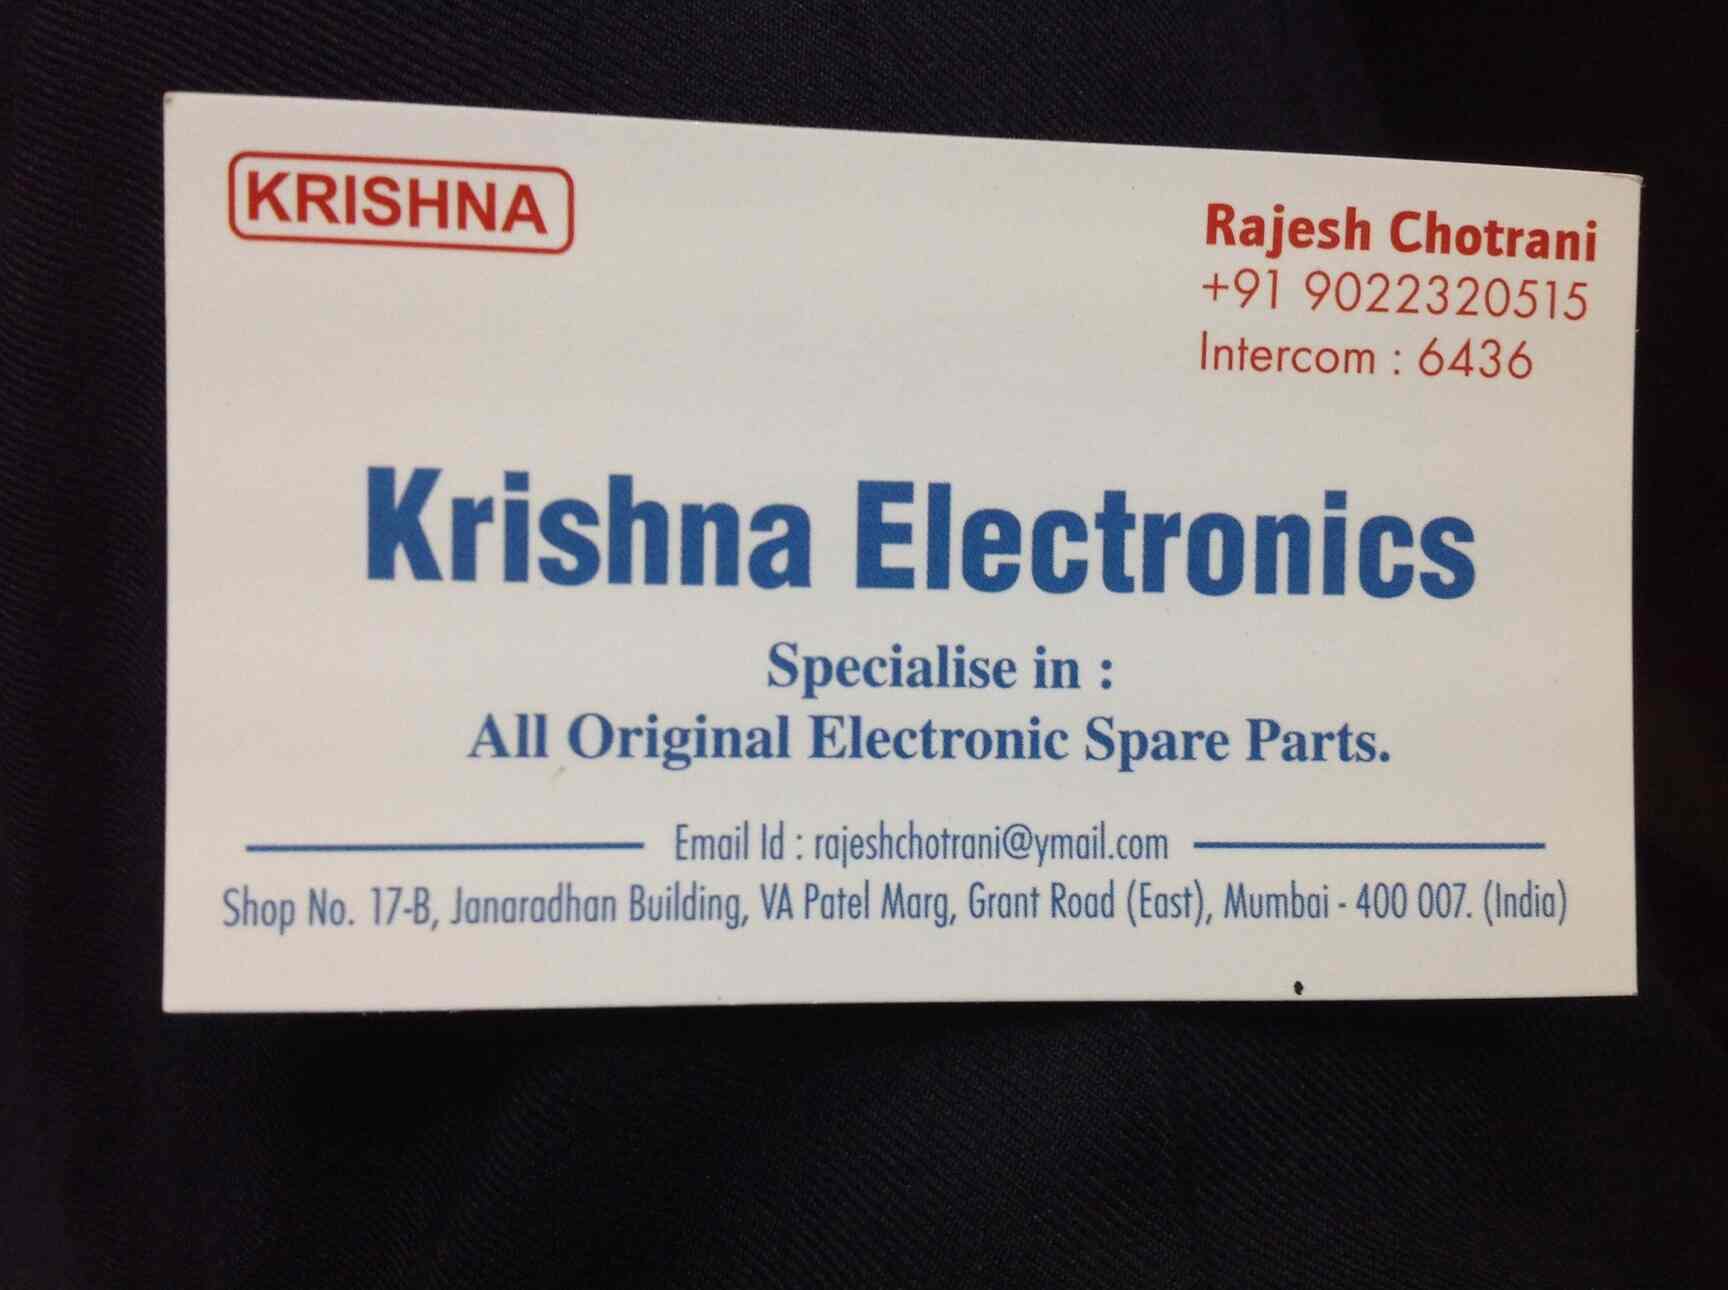 KRISHNA
Rajesh Chotrani
+91 9022320515
Intercom : 6436
Krishna Electronics
Specialise in :
All Original Electronic Spare Parts.
Email Id : rajeshchotrani@ymail.com
Shop No. 17-B, Janaradhan Building, VA Patel Marg, Grant Road (East), Mumbai - 400 007. (India)